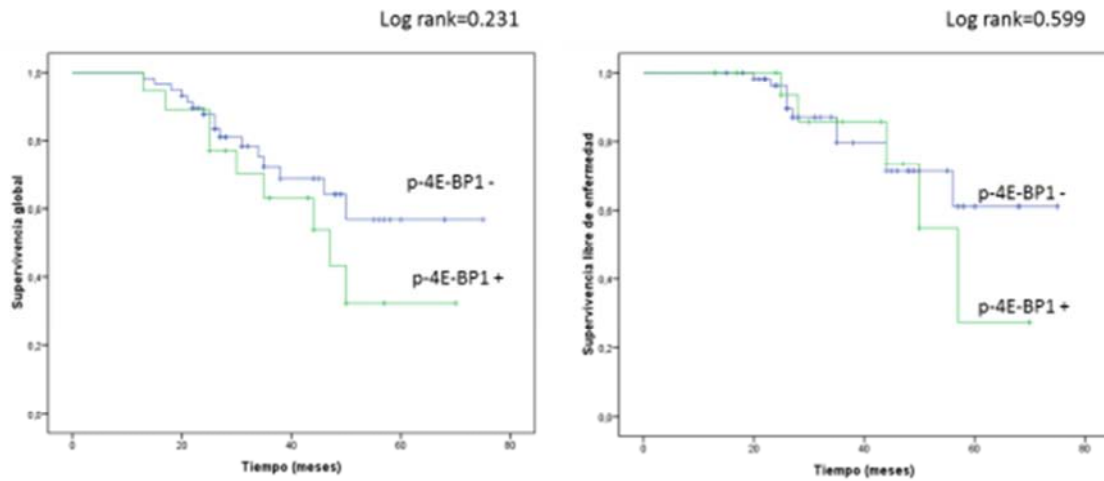 Log rank=0.231
Supervivencia global
1,0
0,8
0,6
0,4
0,2
0,0
p-4E-BP1 -
p-4E-BP1 +
0
20
40
60
80
Tiempo (meses)
Log rank=0.599
Supervivencia libre de enfermedad
1,0
0,8
0,6
0,4
0,2
0,0
p-4E-BP1 -
p-4E-BP1 +
0
20
40
60
80
Tiempo (meses)